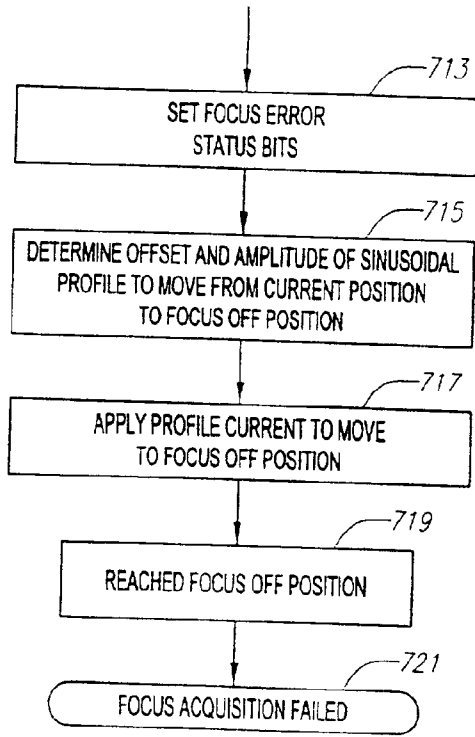 713
SET FOCUS ERROR
STATUS BITS
715
DETERMINE OFFSET AND AMPLITUDE OF SINUSOIDAL
PROFILE TO MOVE FROM CURRENT POSITION
TO FOCUS OFF POSITION
717
APPLY PROFILE CURRENT TO MOVE
TO FOCUS OFF POSITION
719
REACHED FOCUS OFF POSITION
721
FOCUS ACQUISITION FAILED